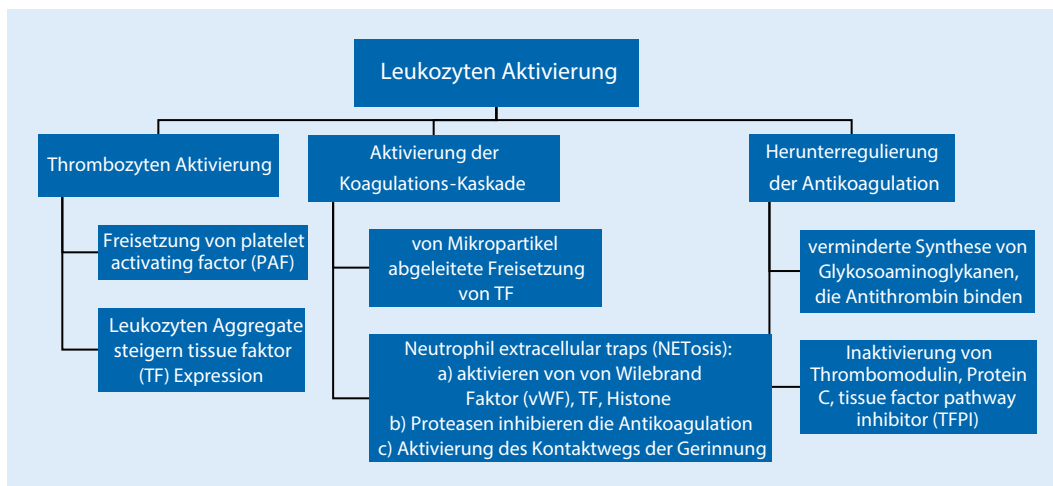 Leukozyten Aktivierung
Thrombozyten Aktivierung
Freisetzung von platelet
activating factor (PAF)
Leukozyten Aggregate
steigern tissue faktor
(TF) Expression
Aktivierung der
Koagulations-Kaskade
von Mikropartikel
abgeleitete Freisetzung
von TF
Neutrophil extracellular traps (NETosis):
a) aktivieren von von Wilebrand
Faktor (vWF), TF, Histone
b) Proteasen inhibieren die Antikoagulation
c) Aktivierung des Kontaktwegs der Gerinnung
Herunterregulierung
der Antikoagulation
verminderte Synthese von
Glykosoaminoglykanen,
die Antithrombin binden
Inaktivierung von
Thrombomodulin, Protein
C, tissue factor pathway
inhibitor (TFPI)